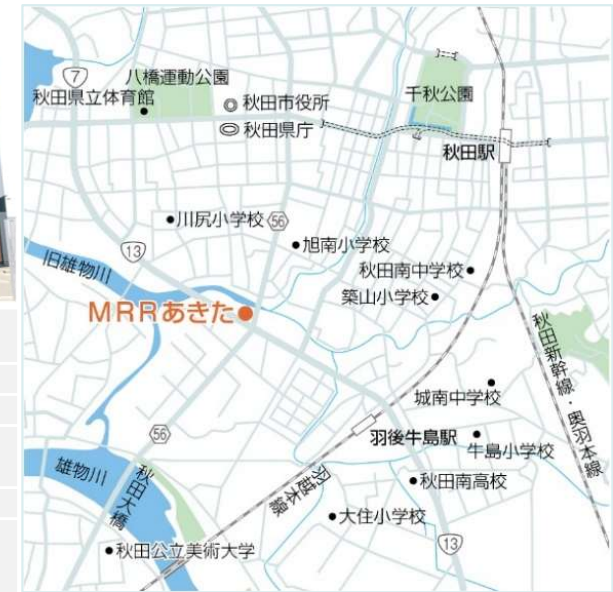 7
八橋運動公園
秋田県立体育館
秋田市役所
秋田県庁
千秋公園
秋田駅
川尻小学校
56
13
旭南小学校
旧雄物川
秋田南中学校
築山小学校
MRRあきた
秋田新幹線・奥羽本線
城南中学校
羽後牛島駅
牛島小学校
56
雄物川
秋田大橋
羽越本線
秋田南高校
大住小学校
13
秋田公立美術大学